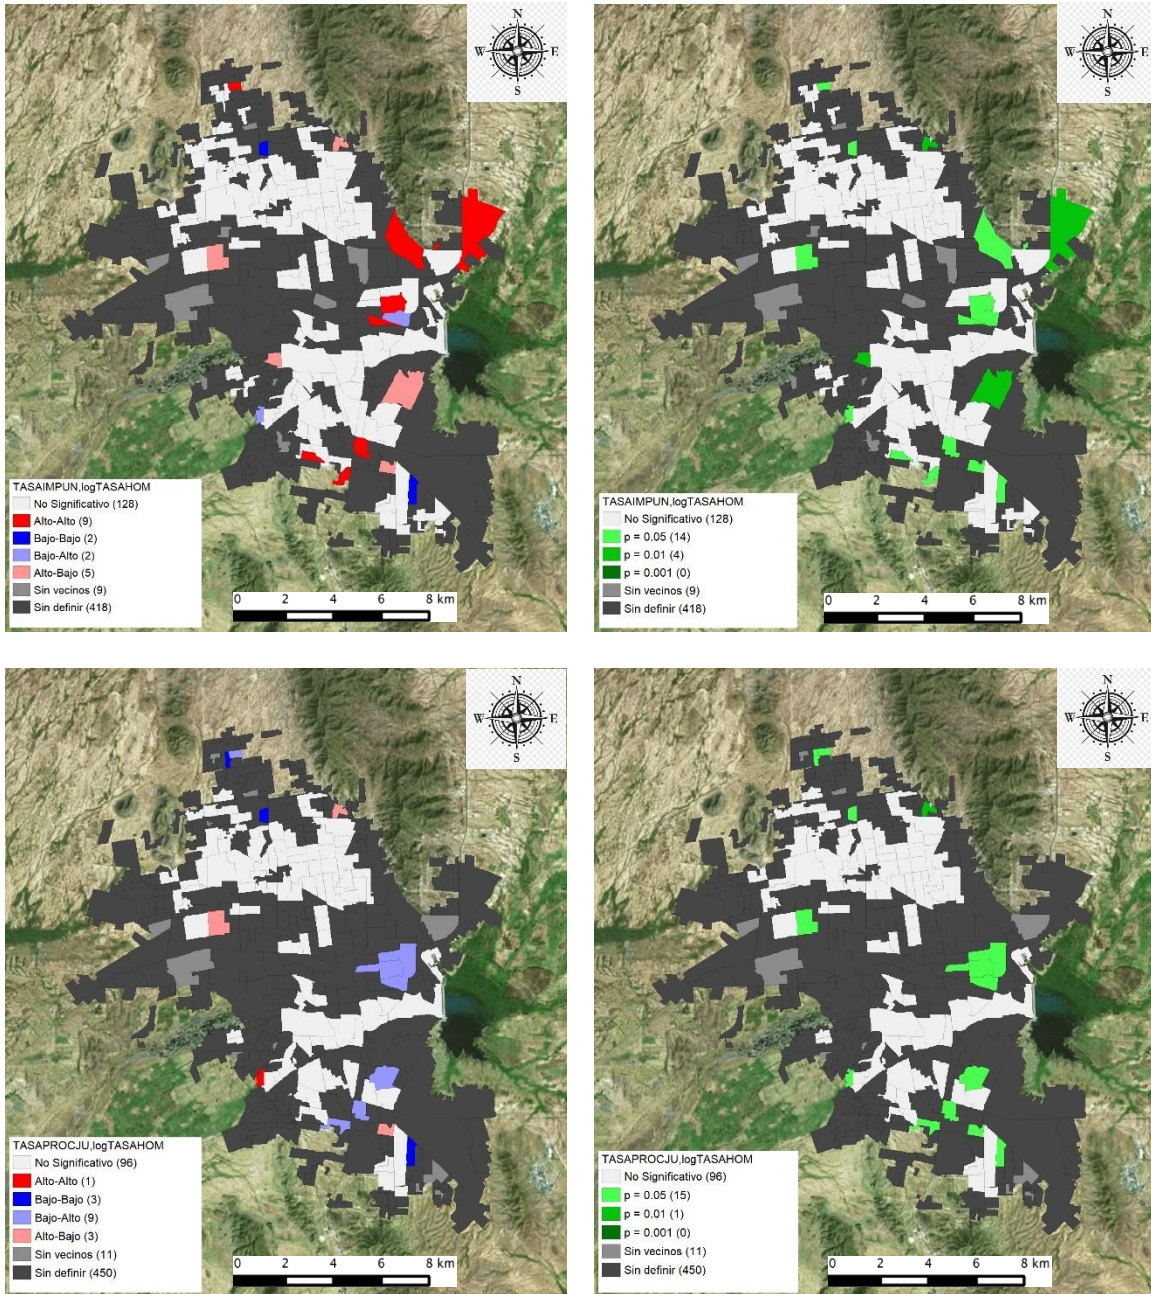 N
W E
S
TASAIMPUN,logTASAHOM
No Significativo (128)
Alto-Alto (9)
Bajo-Bajo (2)
Bajo-Alto (2)
Alto-Bajo (5)
Sin vecinos (9)
Sin definir (418)
0 2 4 6 8 km
N
W E
S
TASAIMPUN,logTASAHOM
No Significativo (128)
p = 0.05 (14)
p = 0.01 (4)
p = 0.001 (0)
Sin vecinos (9)
Sin definir (418)
0 2 4 6 8 km
N
W E
S
TASAPROCJU,logTASAHOM
No Significativo (96)
Alto-Alto (1)
Bajo-Bajo (3)
Bajo-Alto (9)
Alto-Bajo (3)
Sin vecinos (11)
Sin definir (450)
0 2 4 6 8 km
N
W E
S
TASAPROCJU,logTASAHOM
No Significativo (96)
p = 0.05 (15)
p = 0.01 (1)
p = 0.001 (0)
Sin vecinos (11)
Sin definir (450)
0 2 4 6 8 km